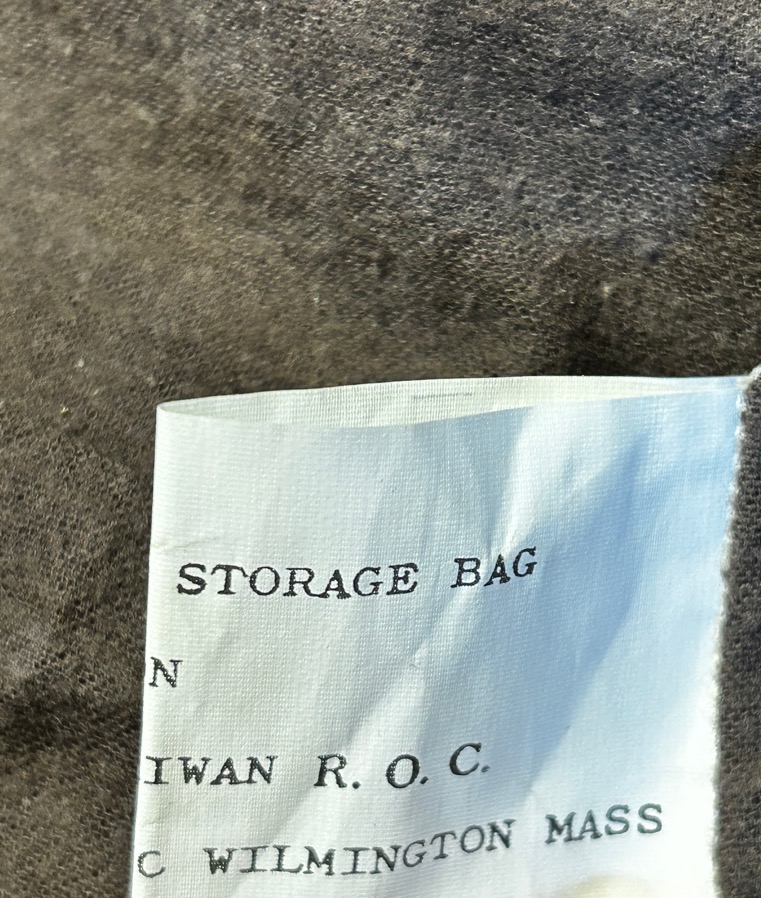 STORAGE BAG
N
IWAN R. O. C.
C WILMINGTON MASS